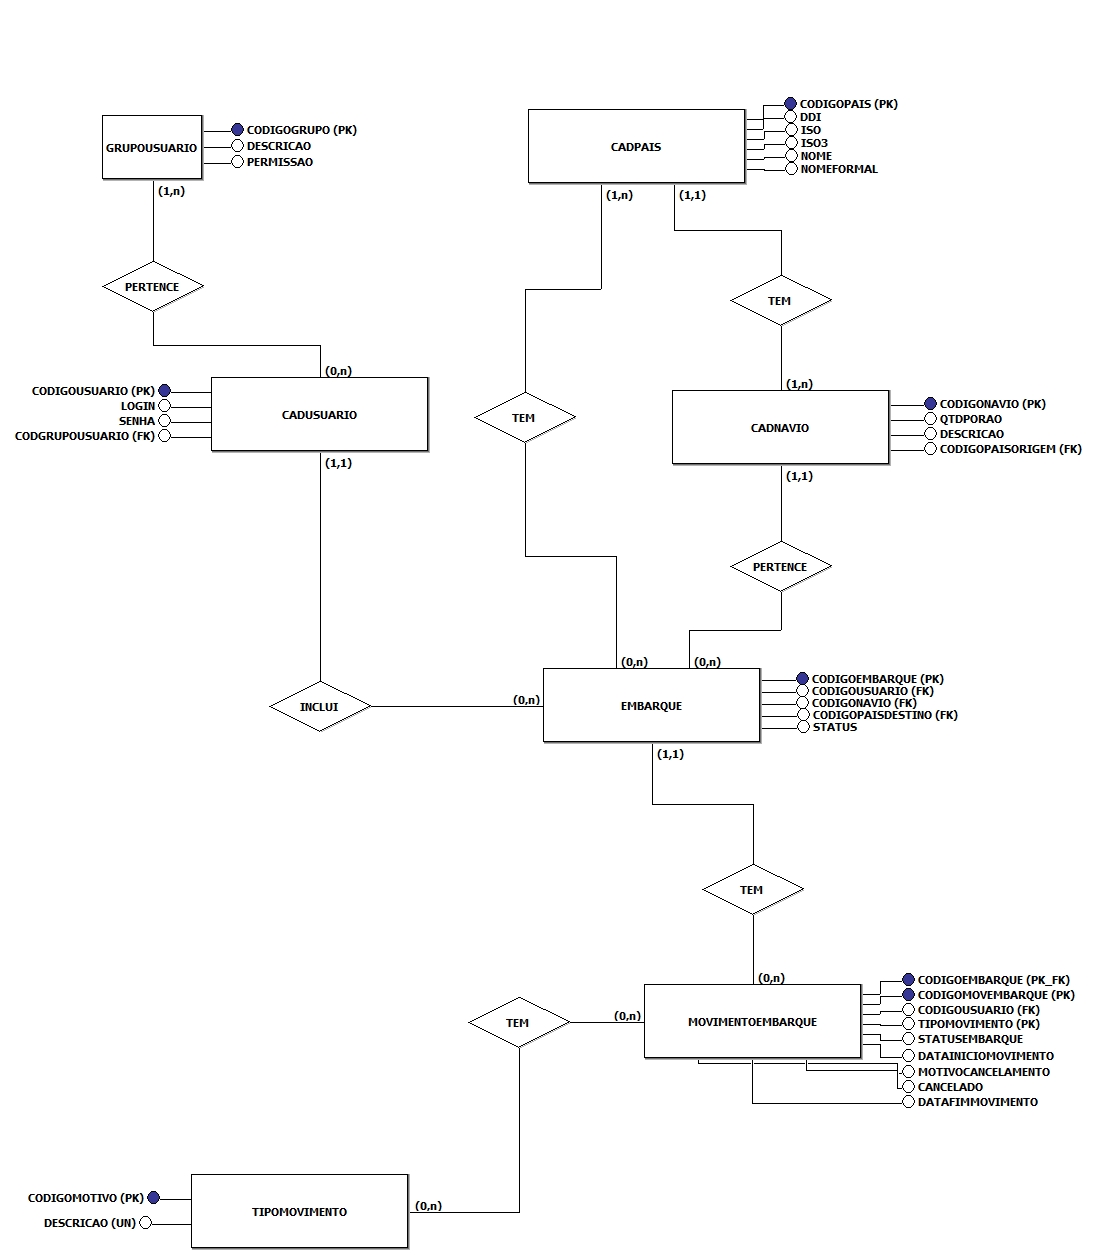 GRUPOUSUARIO
CODIGOGRUPO (PK)
DESCRICAO
PERMISSAO
(1,n)
PERTENCE
(0,n)
CADPAIS
CODIGOPAIS (PK)
DDI
ISO
ISO3
NOME
NOMEFORMAL
(1,n)
(1,1)
TEM
TEM
(1,n)
CODIGOUSUARIO (PK)
LOGIN
SENHA
CODGRUPOUSUARIO (FK)
CADUSUARIO
(1,1)
CADNAVIO
CODIGONAVIO (PK)
QTDPORAO
DESCRICAO
CODIGOPAISORIGEM (FK)
(1,1)
PERTENCE
INCLUI
(0,n)
(0,n)
(0,n)
EMBARQUE
CODIGOEMBARQUE (PK)
CODIGOUSUARIO (FK)
CODIGONAVIO (FK)
CODIGOPAISDESTINO (FK)
STATUS
(1,1)
TEM
(0,n)
TEM
(0,n)
MOVIMENTOEMBARQUE
CODIGOEMBARQUE (PK_FK)
CODIGOMOVEMBARQUE (PK)
CODIGOUSUARIO (FK)
TIPOMOVIMENTO (PK)
STATUSEMBARQUE
DATAINICIOMOVIMENTO
MOTIVOCANCELAMENTO
CANCELADO
DATAFIMMOVIMENTO
CODIGOMOTIVO (PK)
DESCRICAO (UN)
TIPOMOVIMENTO
(0,n)